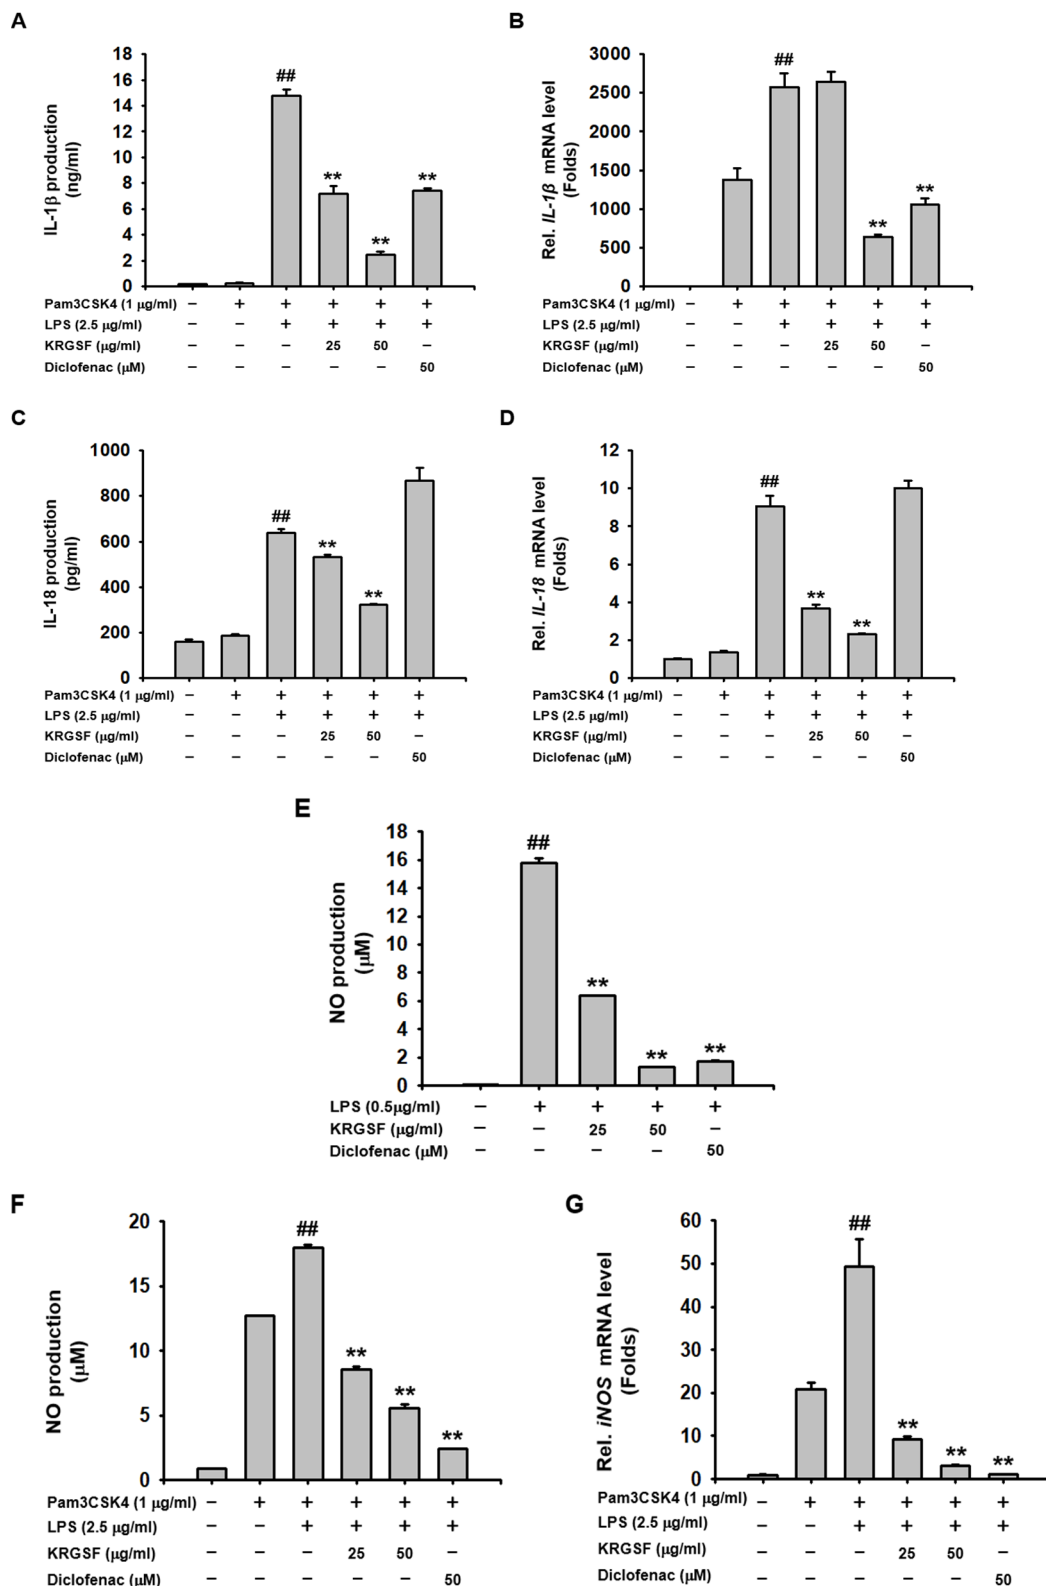 A
IL-1β production
(ng/ml)
18
16
14
12
10
8
6
4
2
0
##
**
**
**
Pam3CSK4 (1 μg/ml) – + + + + +
LPS (2.5 μg/ml) – – + + + +
KRGSF (μg/ml) – – – 25 50 –
Diclofenac (μM) – – – – – 50
B
Rel. IL-1β mRNA level
(Folds)
3000
2500
2000
1500
1000
500
0
##
**
**
Pam3CSK4 (1 μg/ml) – + + + + +
LPS (2.5 μg/ml) – – + + + +
KRGSF (μg/ml) – – – 25 50 –
Diclofenac (μM) – – – – – 50
C
IL-18 production
(pg/ml)
1000
800
600
400
200
0
##
**
**
Pam3CSK4 (1 μg/ml) – + + + + +
LPS (2.5 μg/ml) – – + + + +
KRGSF (μg/ml) – – – 25 50 –
Diclofenac (μM) – – – – – 50
D
Rel. IL-18 mRNA level
(Folds)
12
10
8
6
4
2
0
##
**
**
Pam3CSK4 (1 μg/ml) – + + + + +
LPS (2.5 μg/ml) – – + + + +
KRGSF (μg/ml) – – – 25 50 –
Diclofenac (μM) – – – – – 50
E
NO production
(μM)
18
16
14
12
10
8
6
4
2
0
##
**
**
**
LPS (0.5μg/ml) – + + + +
KRGSF (μg/ml) – – 25 50 –
Diclofenac (μM) – – – – 50
F
NO production
(μM)
20
15
10
5
0
##
**
**
**
Pam3CSK4 (1 μg/ml) – + + + + +
LPS (2.5 μg/ml) – – + + + +
KRGSF (μg/ml) – – – 25 50 –
Diclofenac (μM) – – – – – 50
G
Rel. iNOS mRNA level
(Folds)
60
50
40
30
20
10
0
##
**
**
**
Pam3CSK4 (1 μg/ml) – + + + + +
LPS (2.5 μg/ml) – – + + + +
KRGSF (μg/ml) – – – 25 50 –
Diclofenac (μM) – – – – – 50